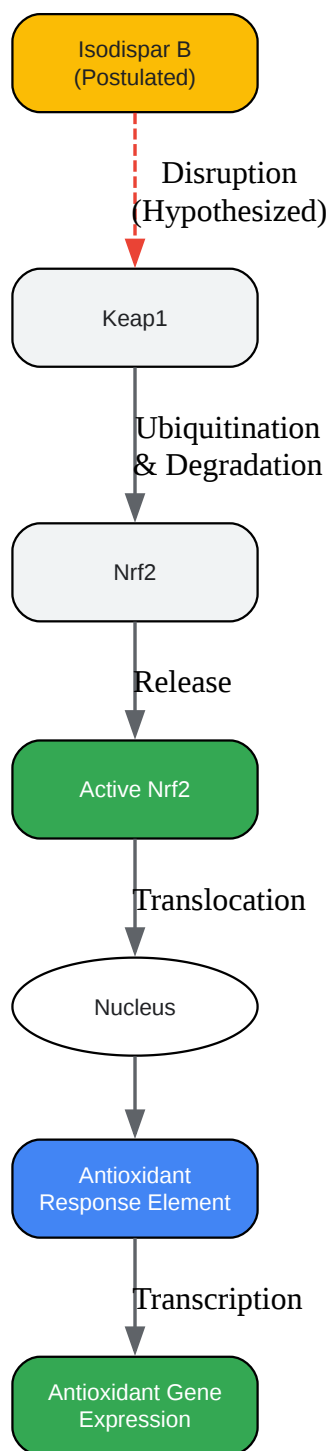 Isodispar B
(Postulated)
Disruption
(Hypothesized)
Keap1
Ubiquitination
& Degradation
Nrf2
Release
Active Nrf2
Translocation
Nucleus
Antioxidant
Response Element
Transcription
Antioxidant Gene
Expression